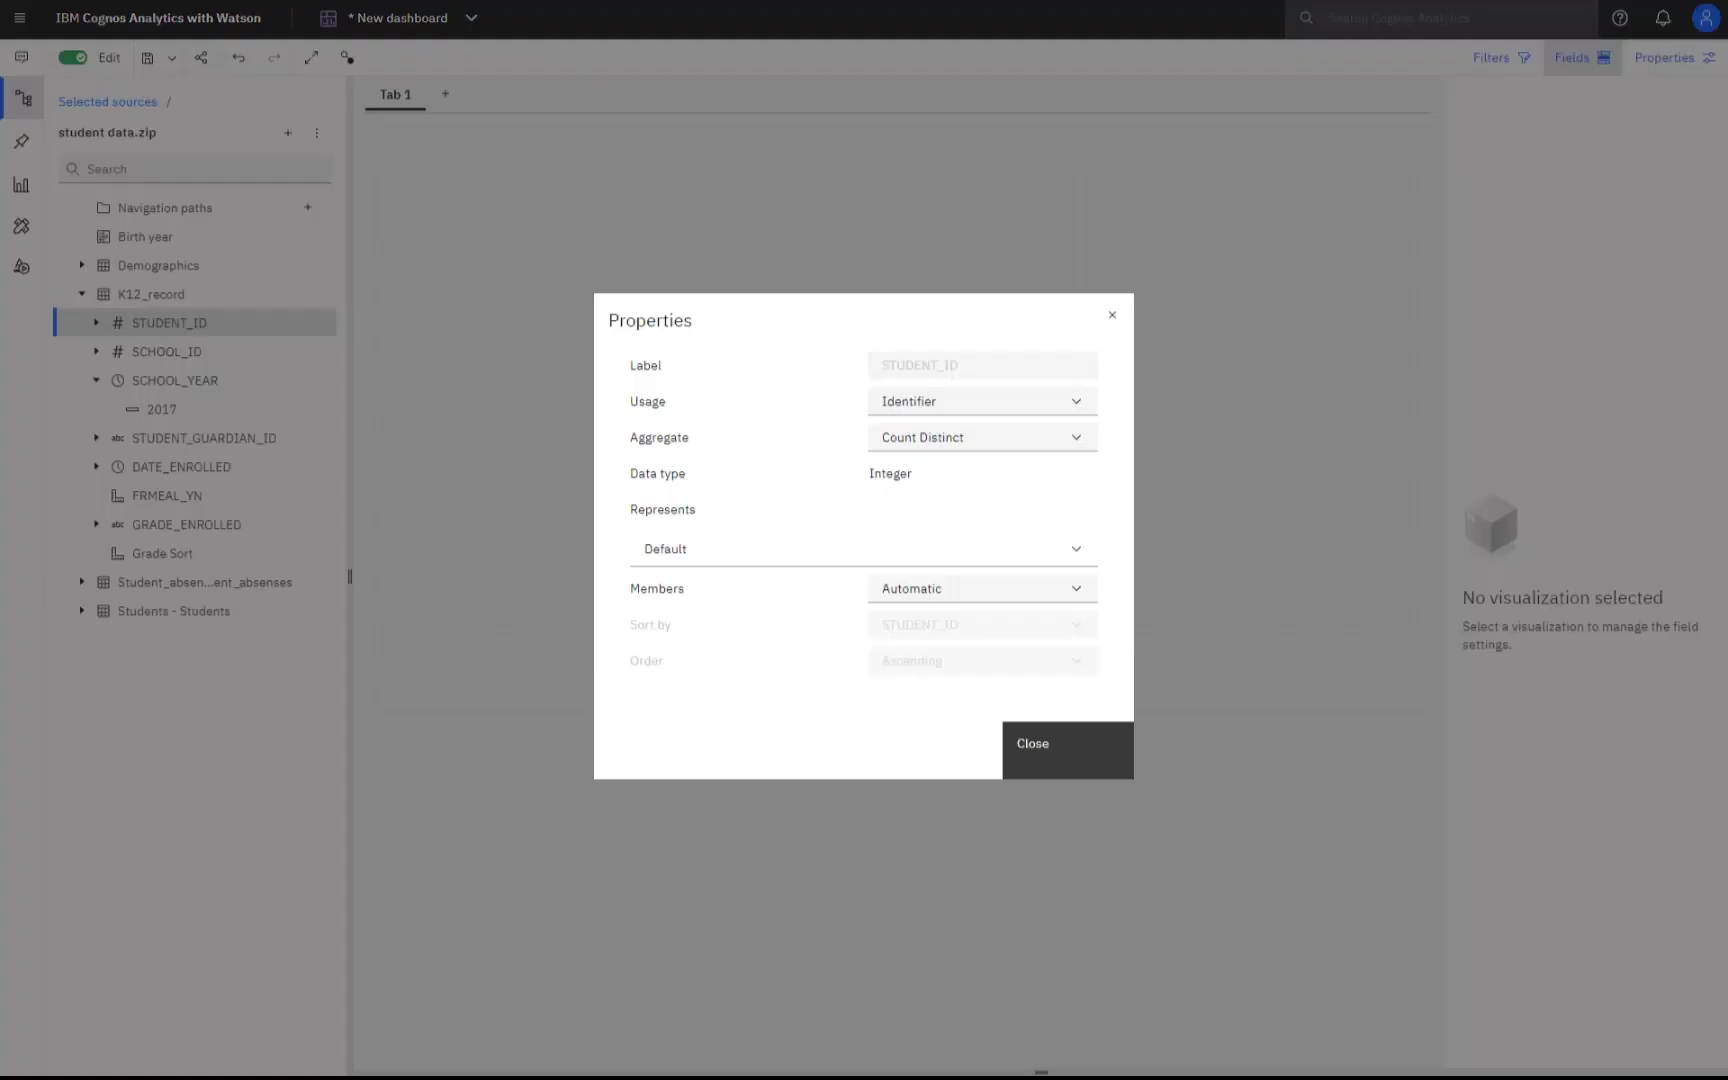 IBM Cognos Analytics with Watson
* New dashboard
Search Cognos Analytics
Edit
Filters
Fields
Properties
Selected sources /
Tab 1
student data.zip
Search
Navigation paths
Birth year
Demographics
K12_record
STUDENT_ID
SCHOOL_ID
SCHOOL_YEAR
2017
STUDENT_GUARDIAN_ID
DATE_ENROLLED
FRMEAL_YN
GRADE_ENROLLED
Grade Sort
Student_absen...ent_absenses
Students - Students
Properties
Label
STUDENT_ID
Usage
Identifier
Aggregate
Count Distinct
Data type
Integer
Represents
Default
Members
Automatic
Sort by
STUDENT_ID
Order
Ascending
Close
No visualization selected
Select a visualization to manage the field
settings.